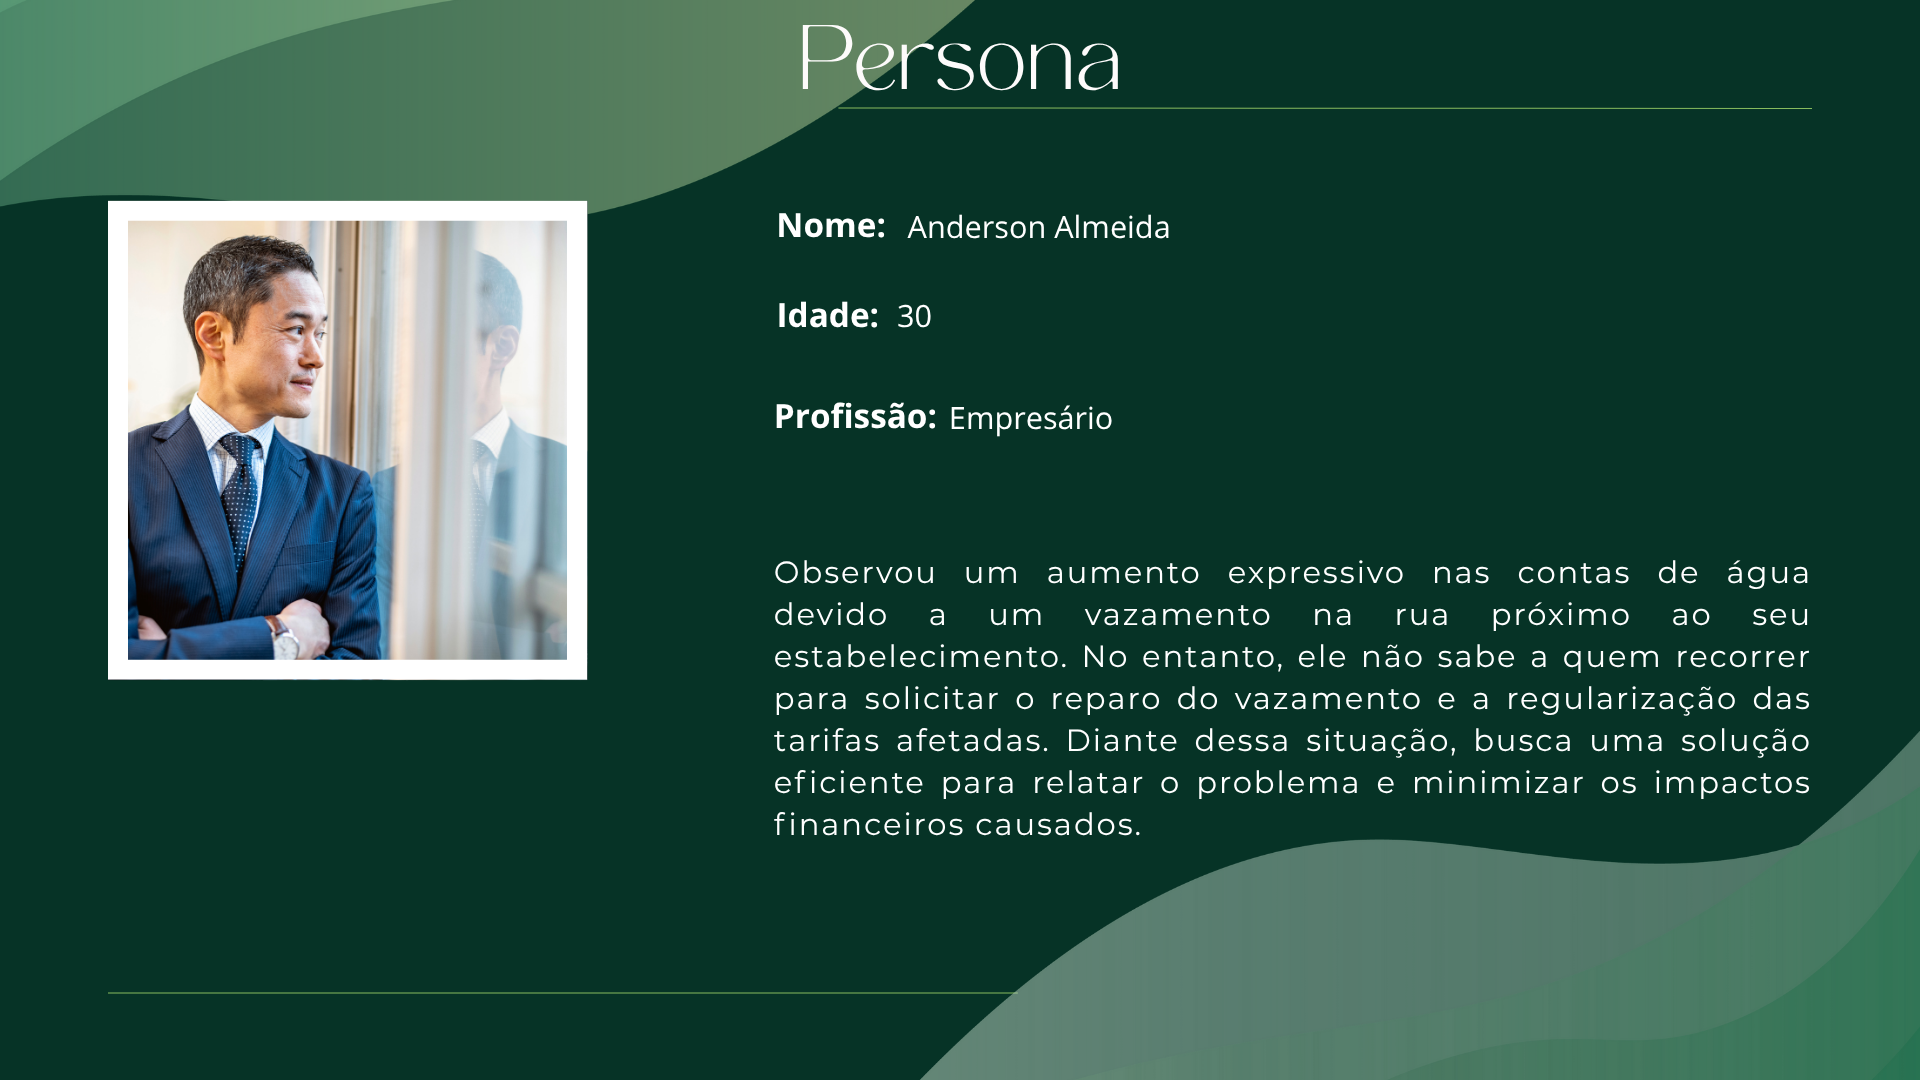 Persona
Nome: Anderson Almeida
Idade: 30
Profissão: Empresário
Observou um aumento expressivo nas contas de água
devido a um vazamento na rua próximo ao seu
estabelecimento. No entanto, ele não sabe a quem recorrer
para solicitar o reparo do vazamento e a regularização das
tarifas afetadas. Diante dessa situação, busca uma solução
eficiente para relatar o problema e minimizar os impactos
financeiros causados.